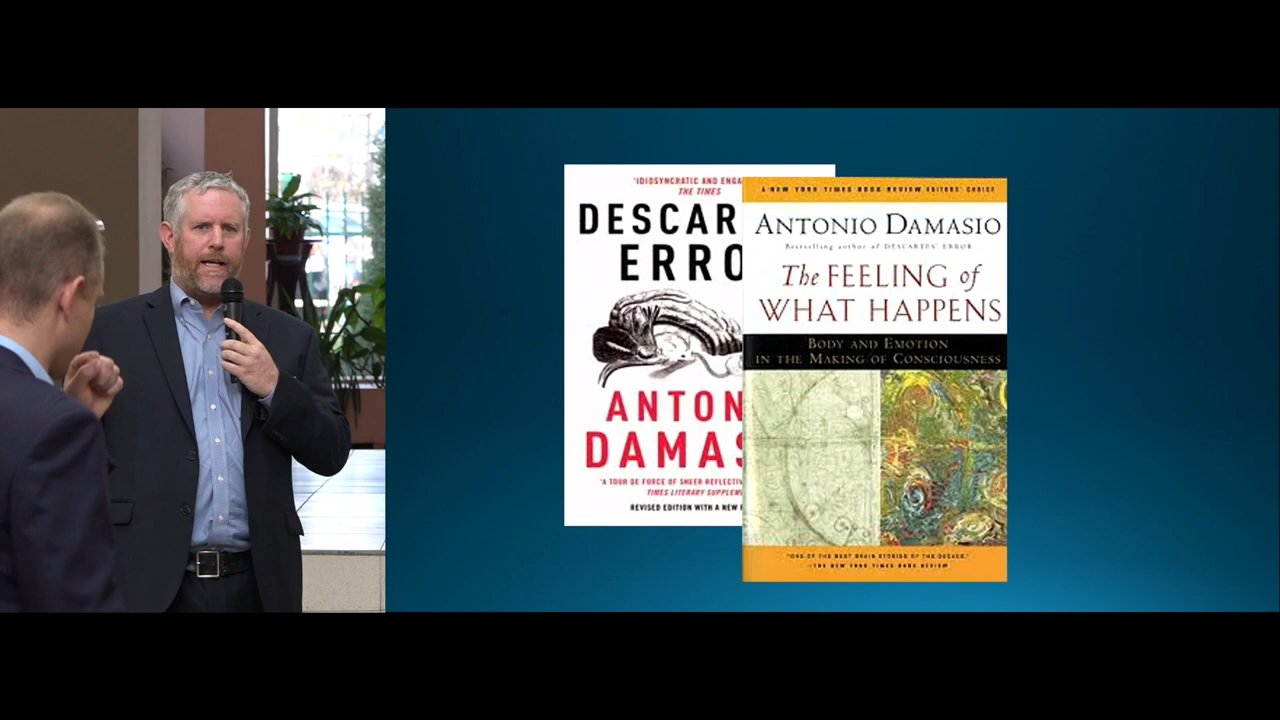 'IDIOSYNCRATIC AND ENGA
THE TIMES
DESCAR
ERRO
ANTON
DAMAS
'A TOUR DE FORCE OF SHEER REFLECTIV
TIMES LITERARY SUPPLEM
REVISED EDITION WITH A NEW
A NEW YORK TIMES BOOK REVIEW EDITORS' CHOICE
ANTONIO DAMASIO
Bestselling author of DESCARTES' ERROR
The FEELING of
WHAT HAPPENS
BODY AND EMOTION
IN THE MAKING OF CONSCIOUSNESS
"ONE OF THE BEST BRAIN STORIES OF THE DECADE."
—THE NEW YORK TIMES BOOK REVIEW